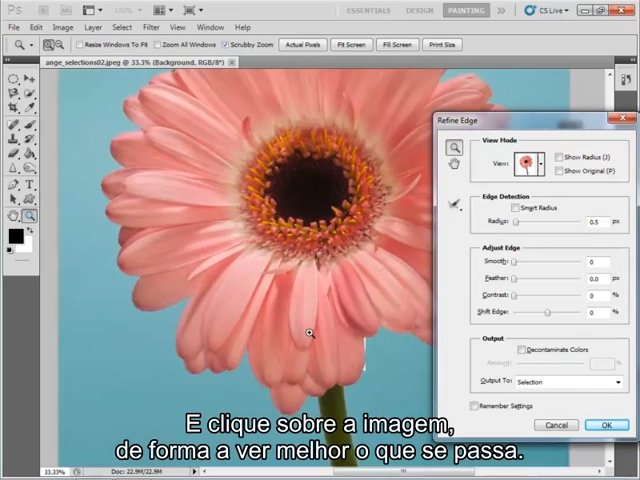 Ps
100%
ESSENTIALS
DESIGN
PAINTING
CS Live
File Edit Image Layer Select Filter View Window Help
Resize Windows To Fit
Zoom All Windows
Scrubby Zoom
Actual Pixels
Fit Screen
Fill Screen
Print Size
ange_selections02.jpeg @ 33.3% (Background, RGB/8*)
Refine Edge
View Mode
View:
Show Radius (J)
Show Original (P)
Edge Detection
Smart Radius
Radius: 0.5 px
Adjust Edge
Smooth: 0
Feather: 0.0 px
Contrast: 0 %
Shift Edge: 0 %
Output
Decontaminate Colors
Amount: %
Output To: Selection
Remember Settings
Cancel
OK
E clique sobre a imagem,
de forma a ver melhor o que se passa.
33.33%
Doc: 22.9M/22.9M